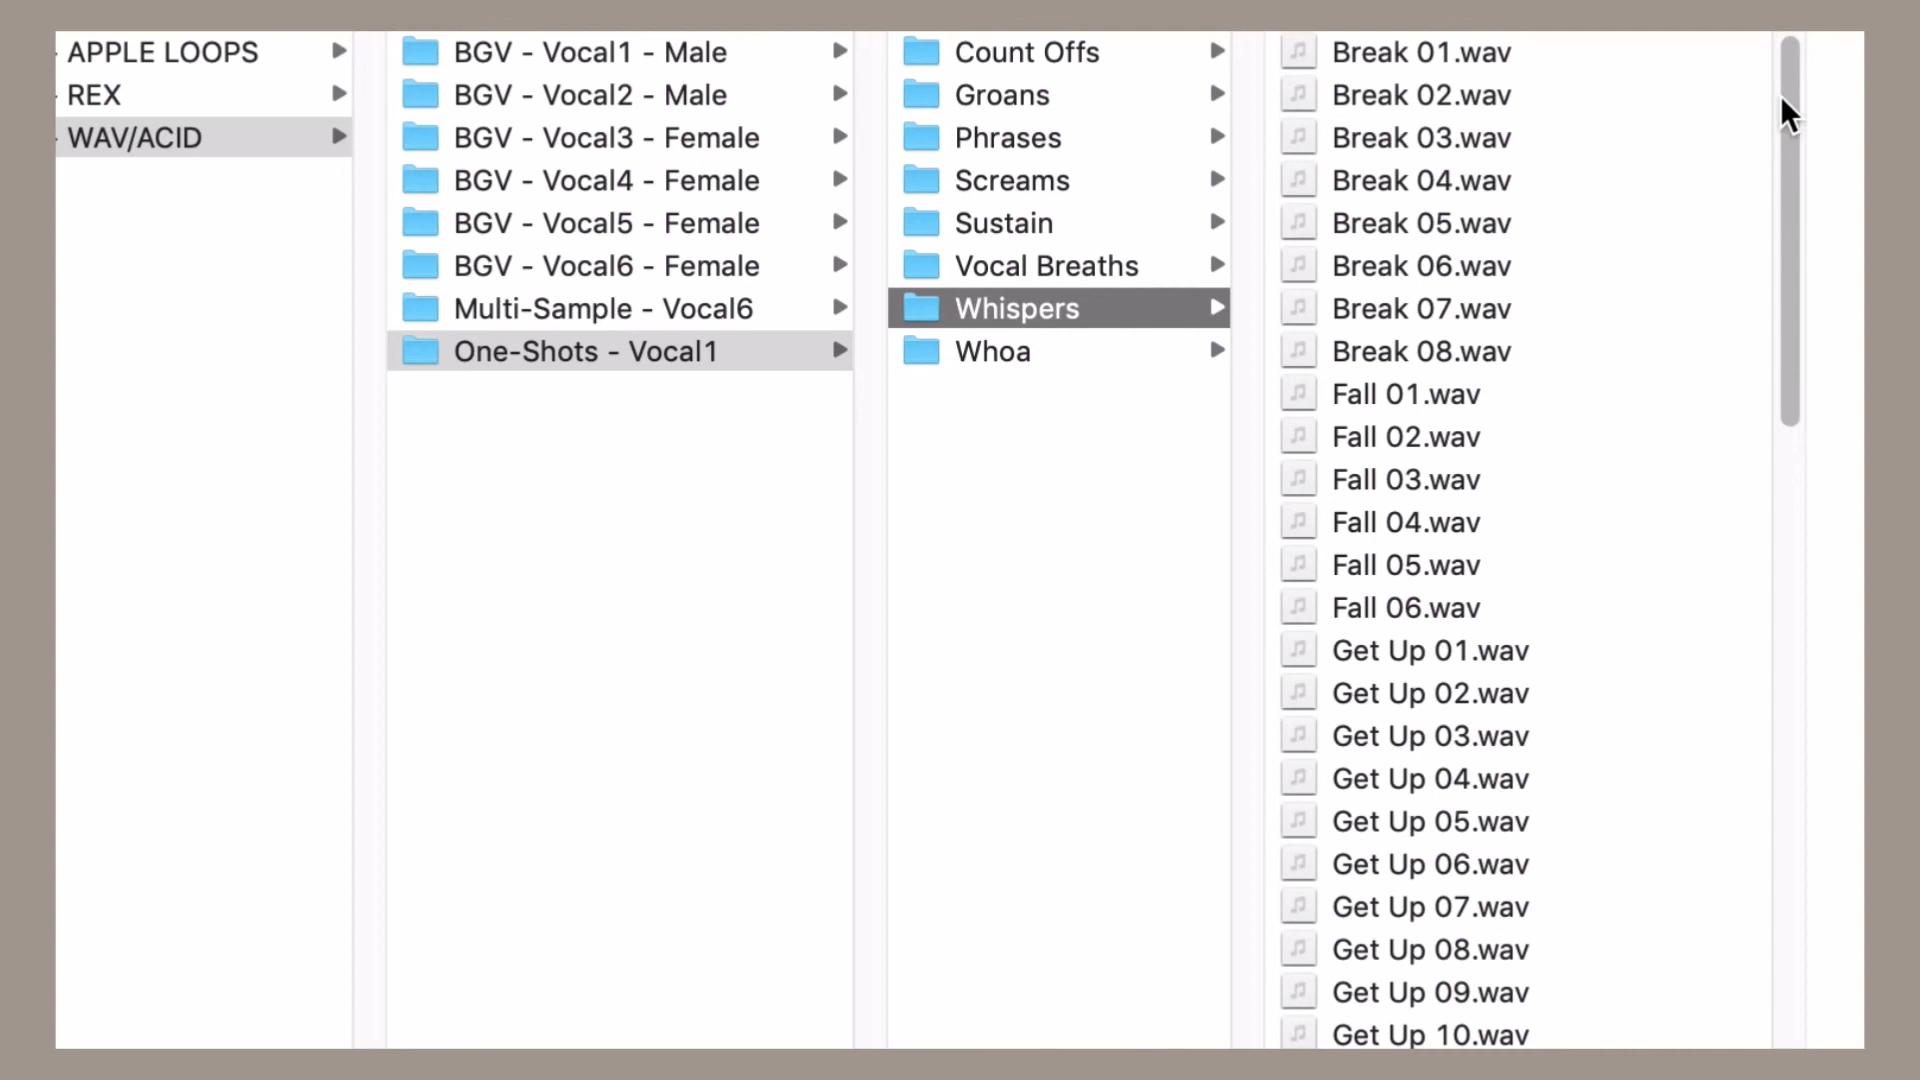 - APPLE LOOPS
- REX
- WAV/ACID
BGV - Vocal1 - Male
BGV - Vocal2 - Male
BGV - Vocal3 - Female
BGV - Vocal4 - Female
BGV - Vocal5 - Female
BGV - Vocal6 - Female
Multi-Sample - Vocal6
One-Shots - Vocal1
Count Offs
Groans
Phrases
Screams
Sustain
Vocal Breaths
Whispers
Whoa
Break 01.wav
Break 02.wav
Break 03.wav
Break 04.wav
Break 05.wav
Break 06.wav
Break 07.wav
Break 08.wav
Fall 01.wav
Fall 02.wav
Fall 03.wav
Fall 04.wav
Fall 05.wav
Fall 06.wav
Get Up 01.wav
Get Up 02.wav
Get Up 03.wav
Get Up 04.wav
Get Up 05.wav
Get Up 06.wav
Get Up 07.wav
Get Up 08.wav
Get Up 09.wav
Get Up 10.wav